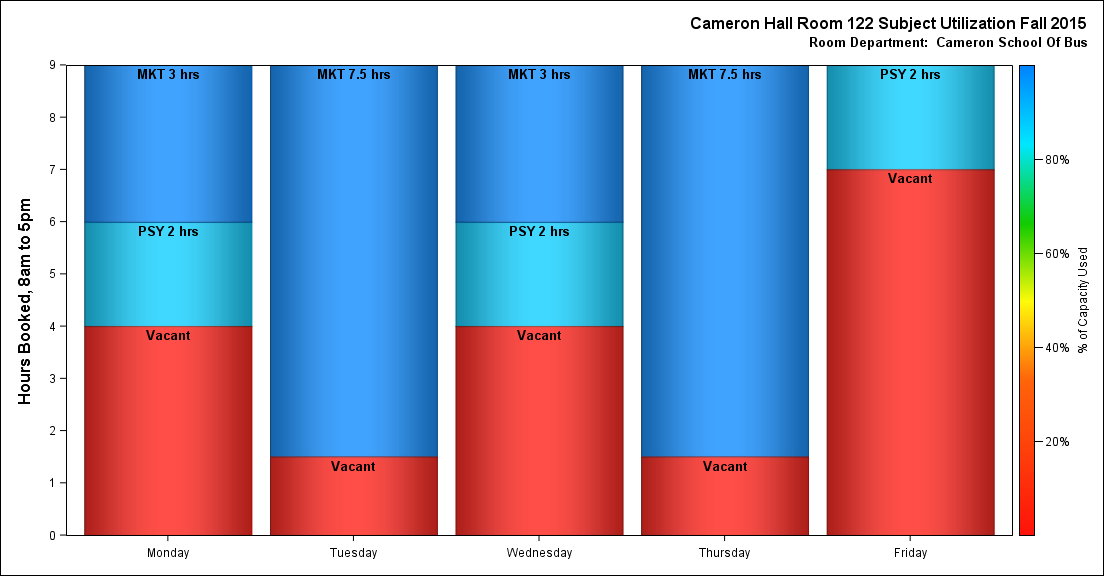 Cameron Hall Room 122 Subject Utilization Fall 2015
Room Department:  Cameron School Of Bus
Hours Booked, 8am to 5pm
9
8
7
6
5
4
3
2
1
0
MKT 3 hrs
PSY 2 hrs
Vacant
MKT 7.5 hrs
Vacant
MKT 3 hrs
PSY 2 hrs
Vacant
MKT 7.5 hrs
Vacant
PSY 2 hrs
Vacant
Monday
Tuesday
Wednesday
Thursday
Friday
80%
60%
40%
20%
% of Capacity Used